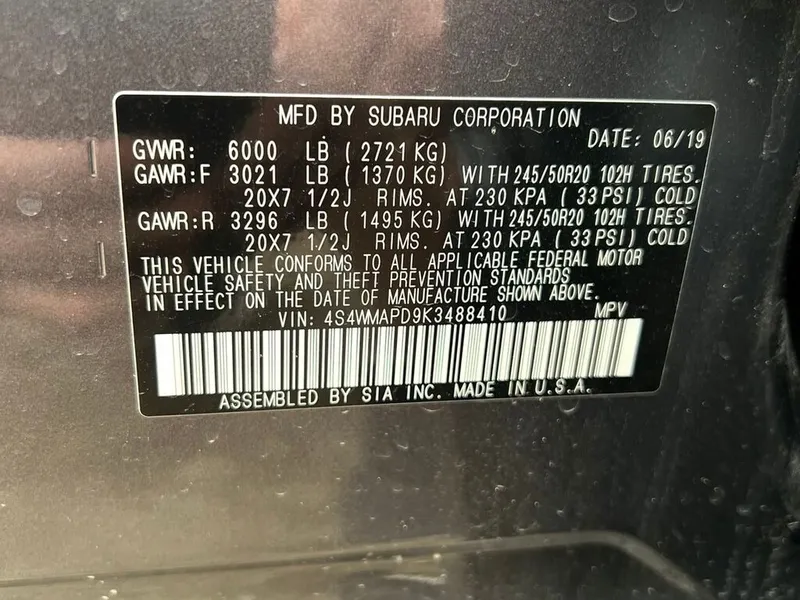 MFD BY SUBARU CORPORATION
DATE: 06/19
GVWR: 6000 LB (2721 KG)
GAWR:F 3021 LB (1370 KG) WITH 245/50R20 102H TIRES.
20X7 1/2J RIMS. AT 230 KPA (33 PSI) COLD
GAWR:R 3296 LB (1495 KG) WITH 245/50R20 102H TIRES.
20X7 1/2J RIMS. AT 230 KPA (33 PSI) COLD
THIS VEHICLE CONFORMS TO ALL APPLICABLE FEDERAL MOTOR
VEHICLE SAFETY AND THEFT PREVENTION STANDARDS
IN EFFECT ON THE DATE OF MANUFACTURE SHOWN ABOVE.
VIN: 4S4WMAPD9K3488410 MPV
ASSEMBLED BY SIA INC. MADE IN U.S.A.